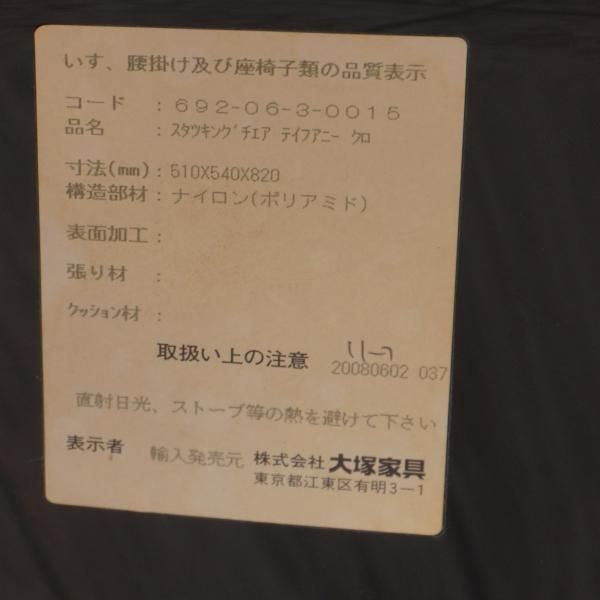 いす、腰掛け及び座椅子類の品質表示
コード : 692-06-3-0015
品名 : ｽﾀﾂｷﾝｸﾞﾁｪｱ ﾃｲﾌｱﾆｰ ｸﾛ
寸法(mm) : 510X540X820
構造部材 : ナイロン(ポリアミド)
表面加工 :
張り材 :
ｸｯｼｮﾝ材 :
取扱い上の注意
20080602 037
直射日光、ストーブ等の熱を避けて下さい
表示者 輸入発売元 株式会社 大塚家具
東京都江東区有明3－1